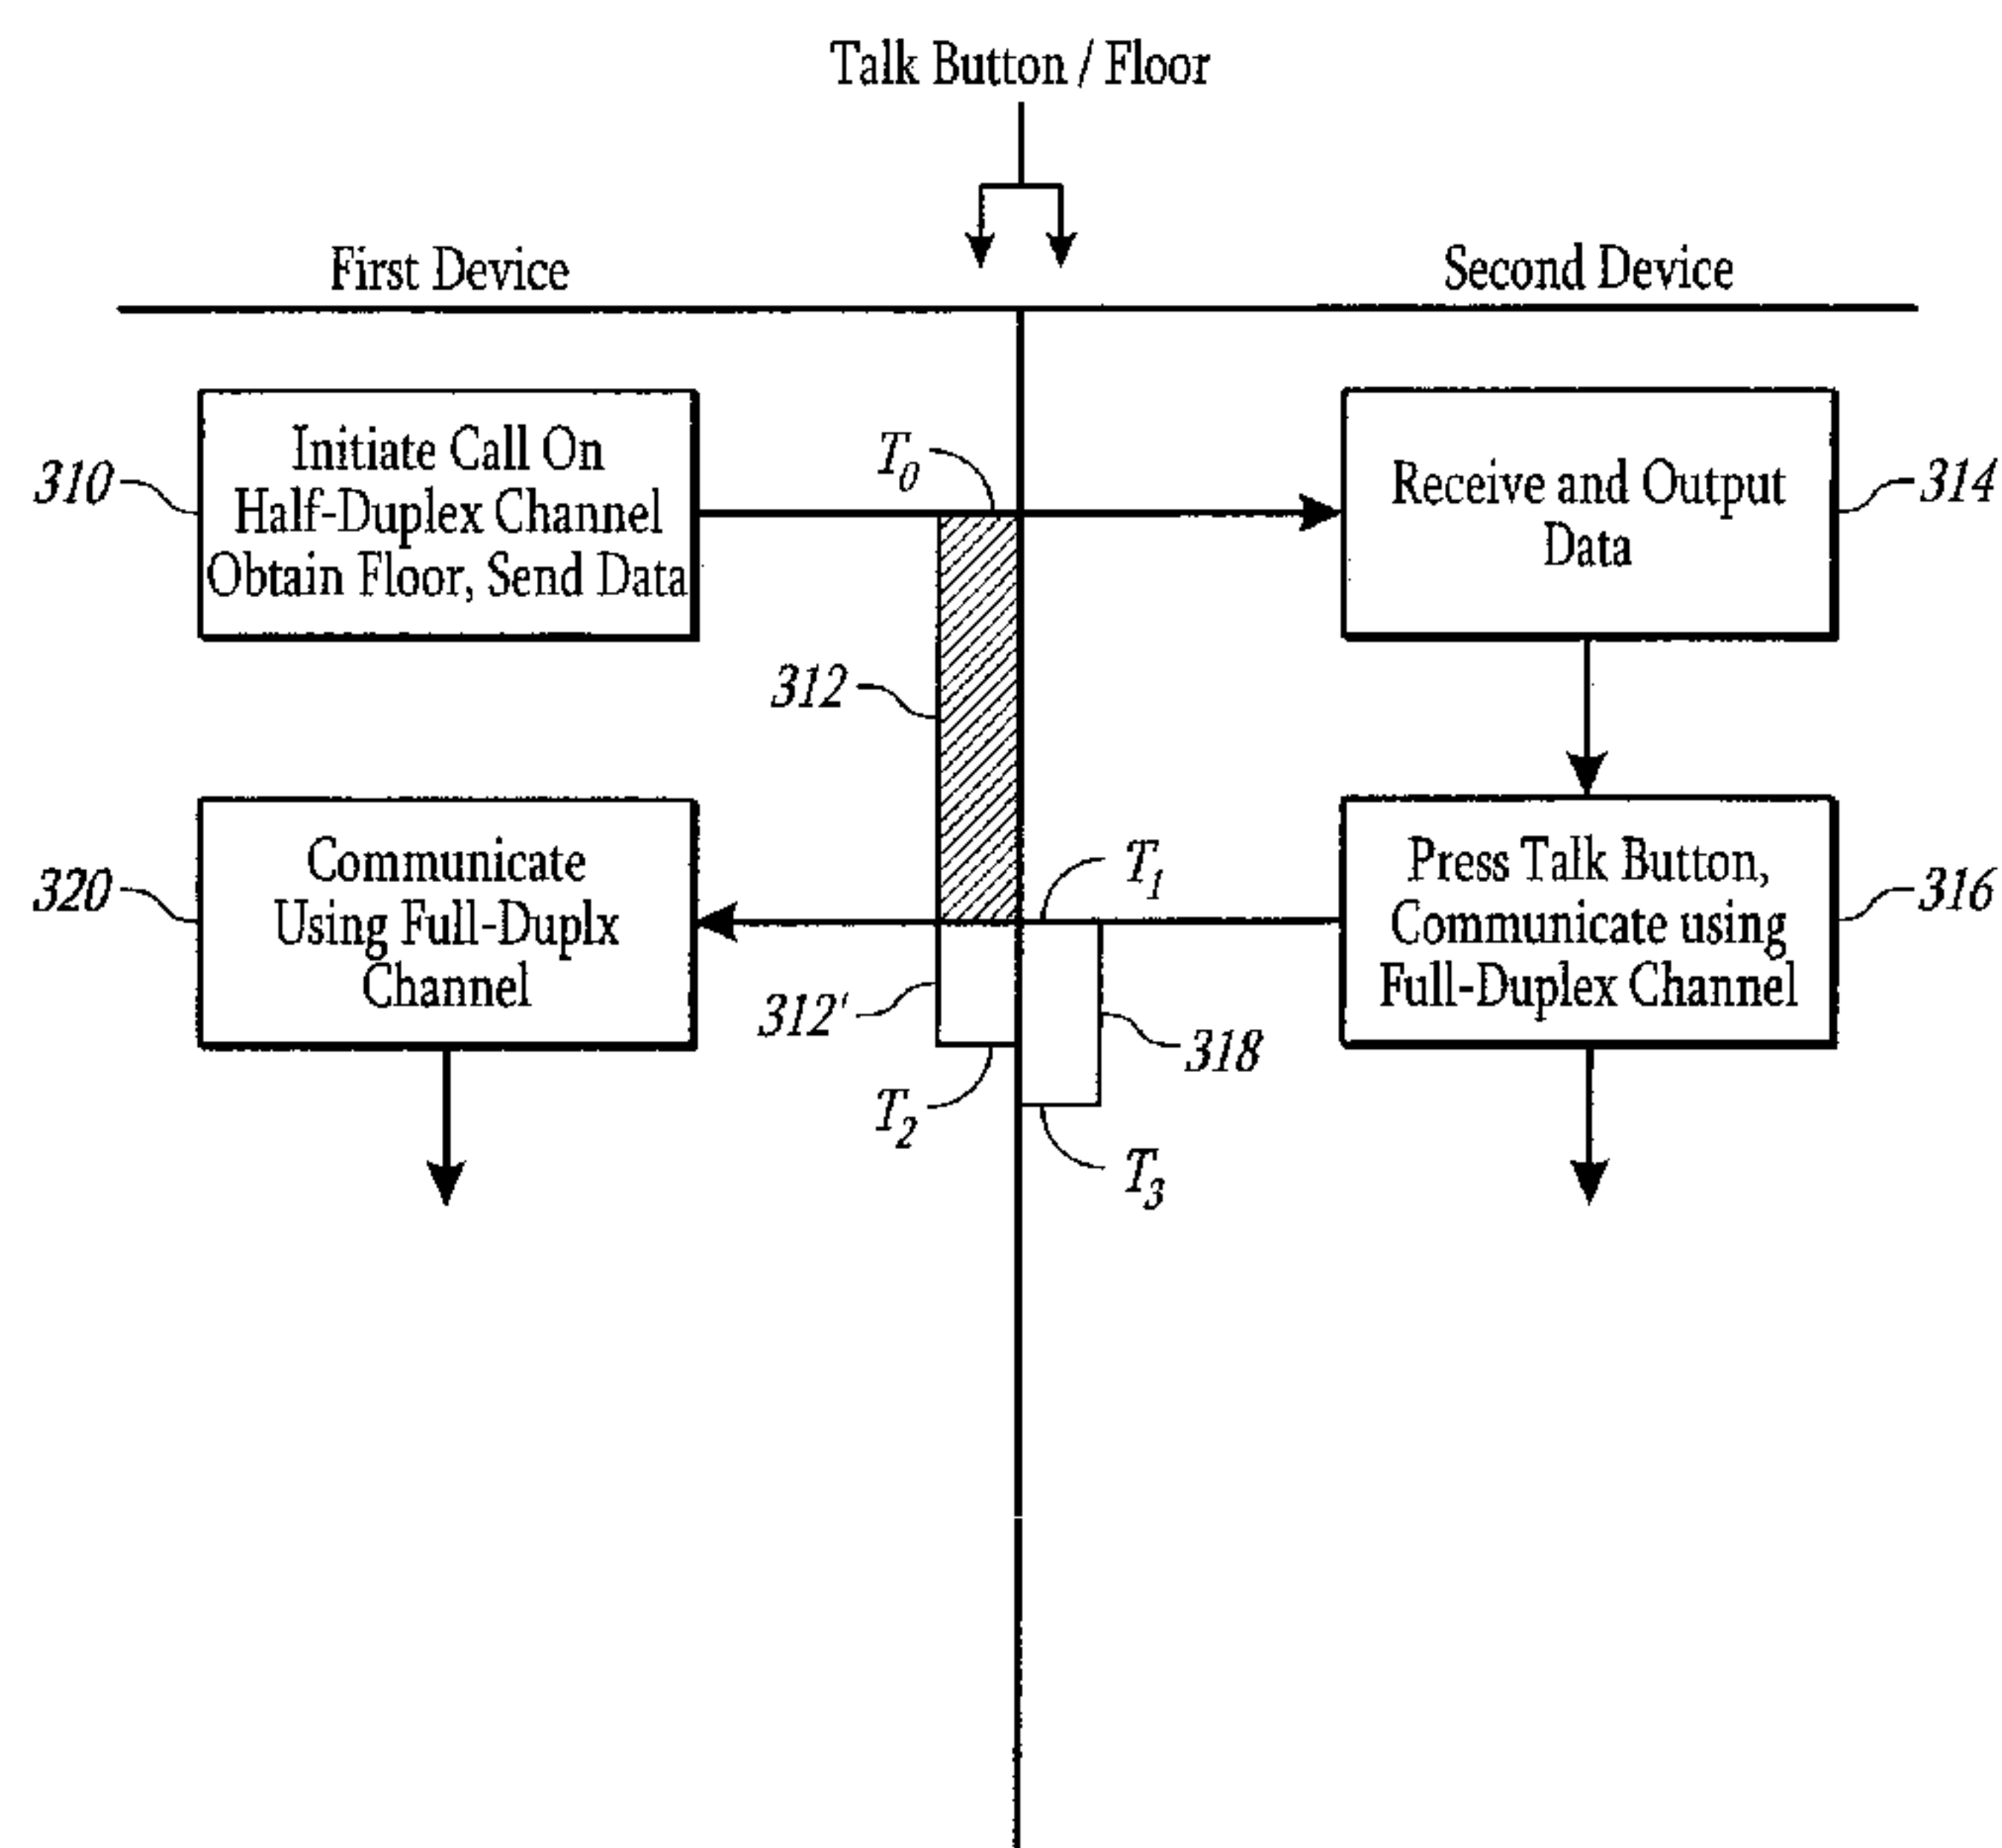 Talk Button / Floor
First Device
Second Device
Initiate Call On
Half-Duplex Channel
Obtain Floor, Send Data
310
T0
Receive and Output
Data
314
312
Communicate
Using Full-Duplx
Channel
320
T1
Press Talk Button,
Communicate using
Full-Duplex Channel
316
312'
318
T2
T3